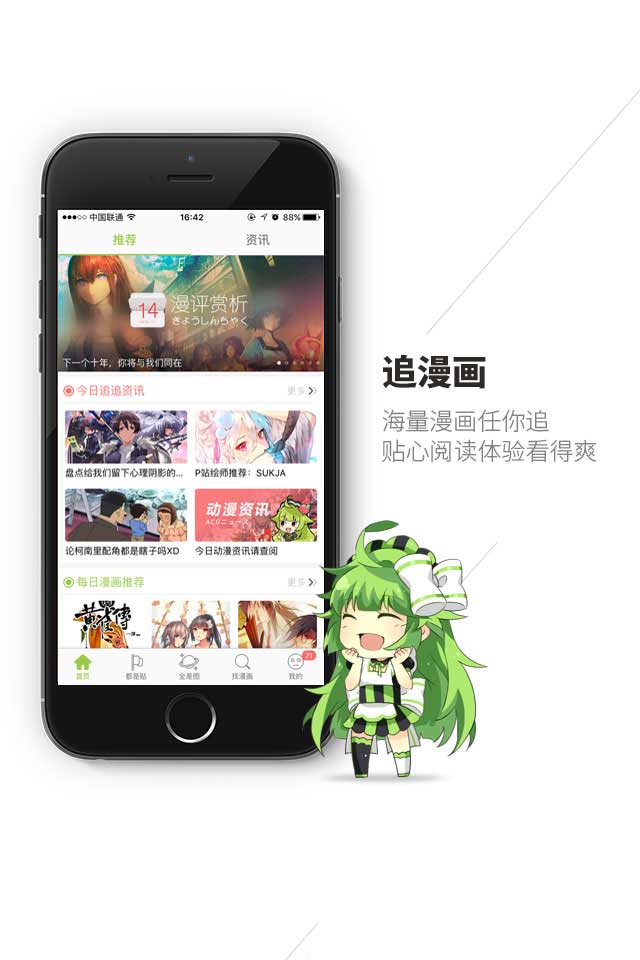 中国联通
16:42
88%
推荐
资讯
14
漫评赏析
きようしんちやく
下一个十年，你将与我们同在
今日追追资讯
更多
盘点给我们留下心理阴影的...
P站绘师推荐：SUKJA
动漫资讯
ACGニュース
论柯南里配角都是瞎子吗XD
今日动漫资讯请查阅
每日漫画推荐
更多
黄雀傳
首页
都是贴
全是图
找漫画
我的
71
追漫画
海量漫画任你追
贴心阅读体验看得爽